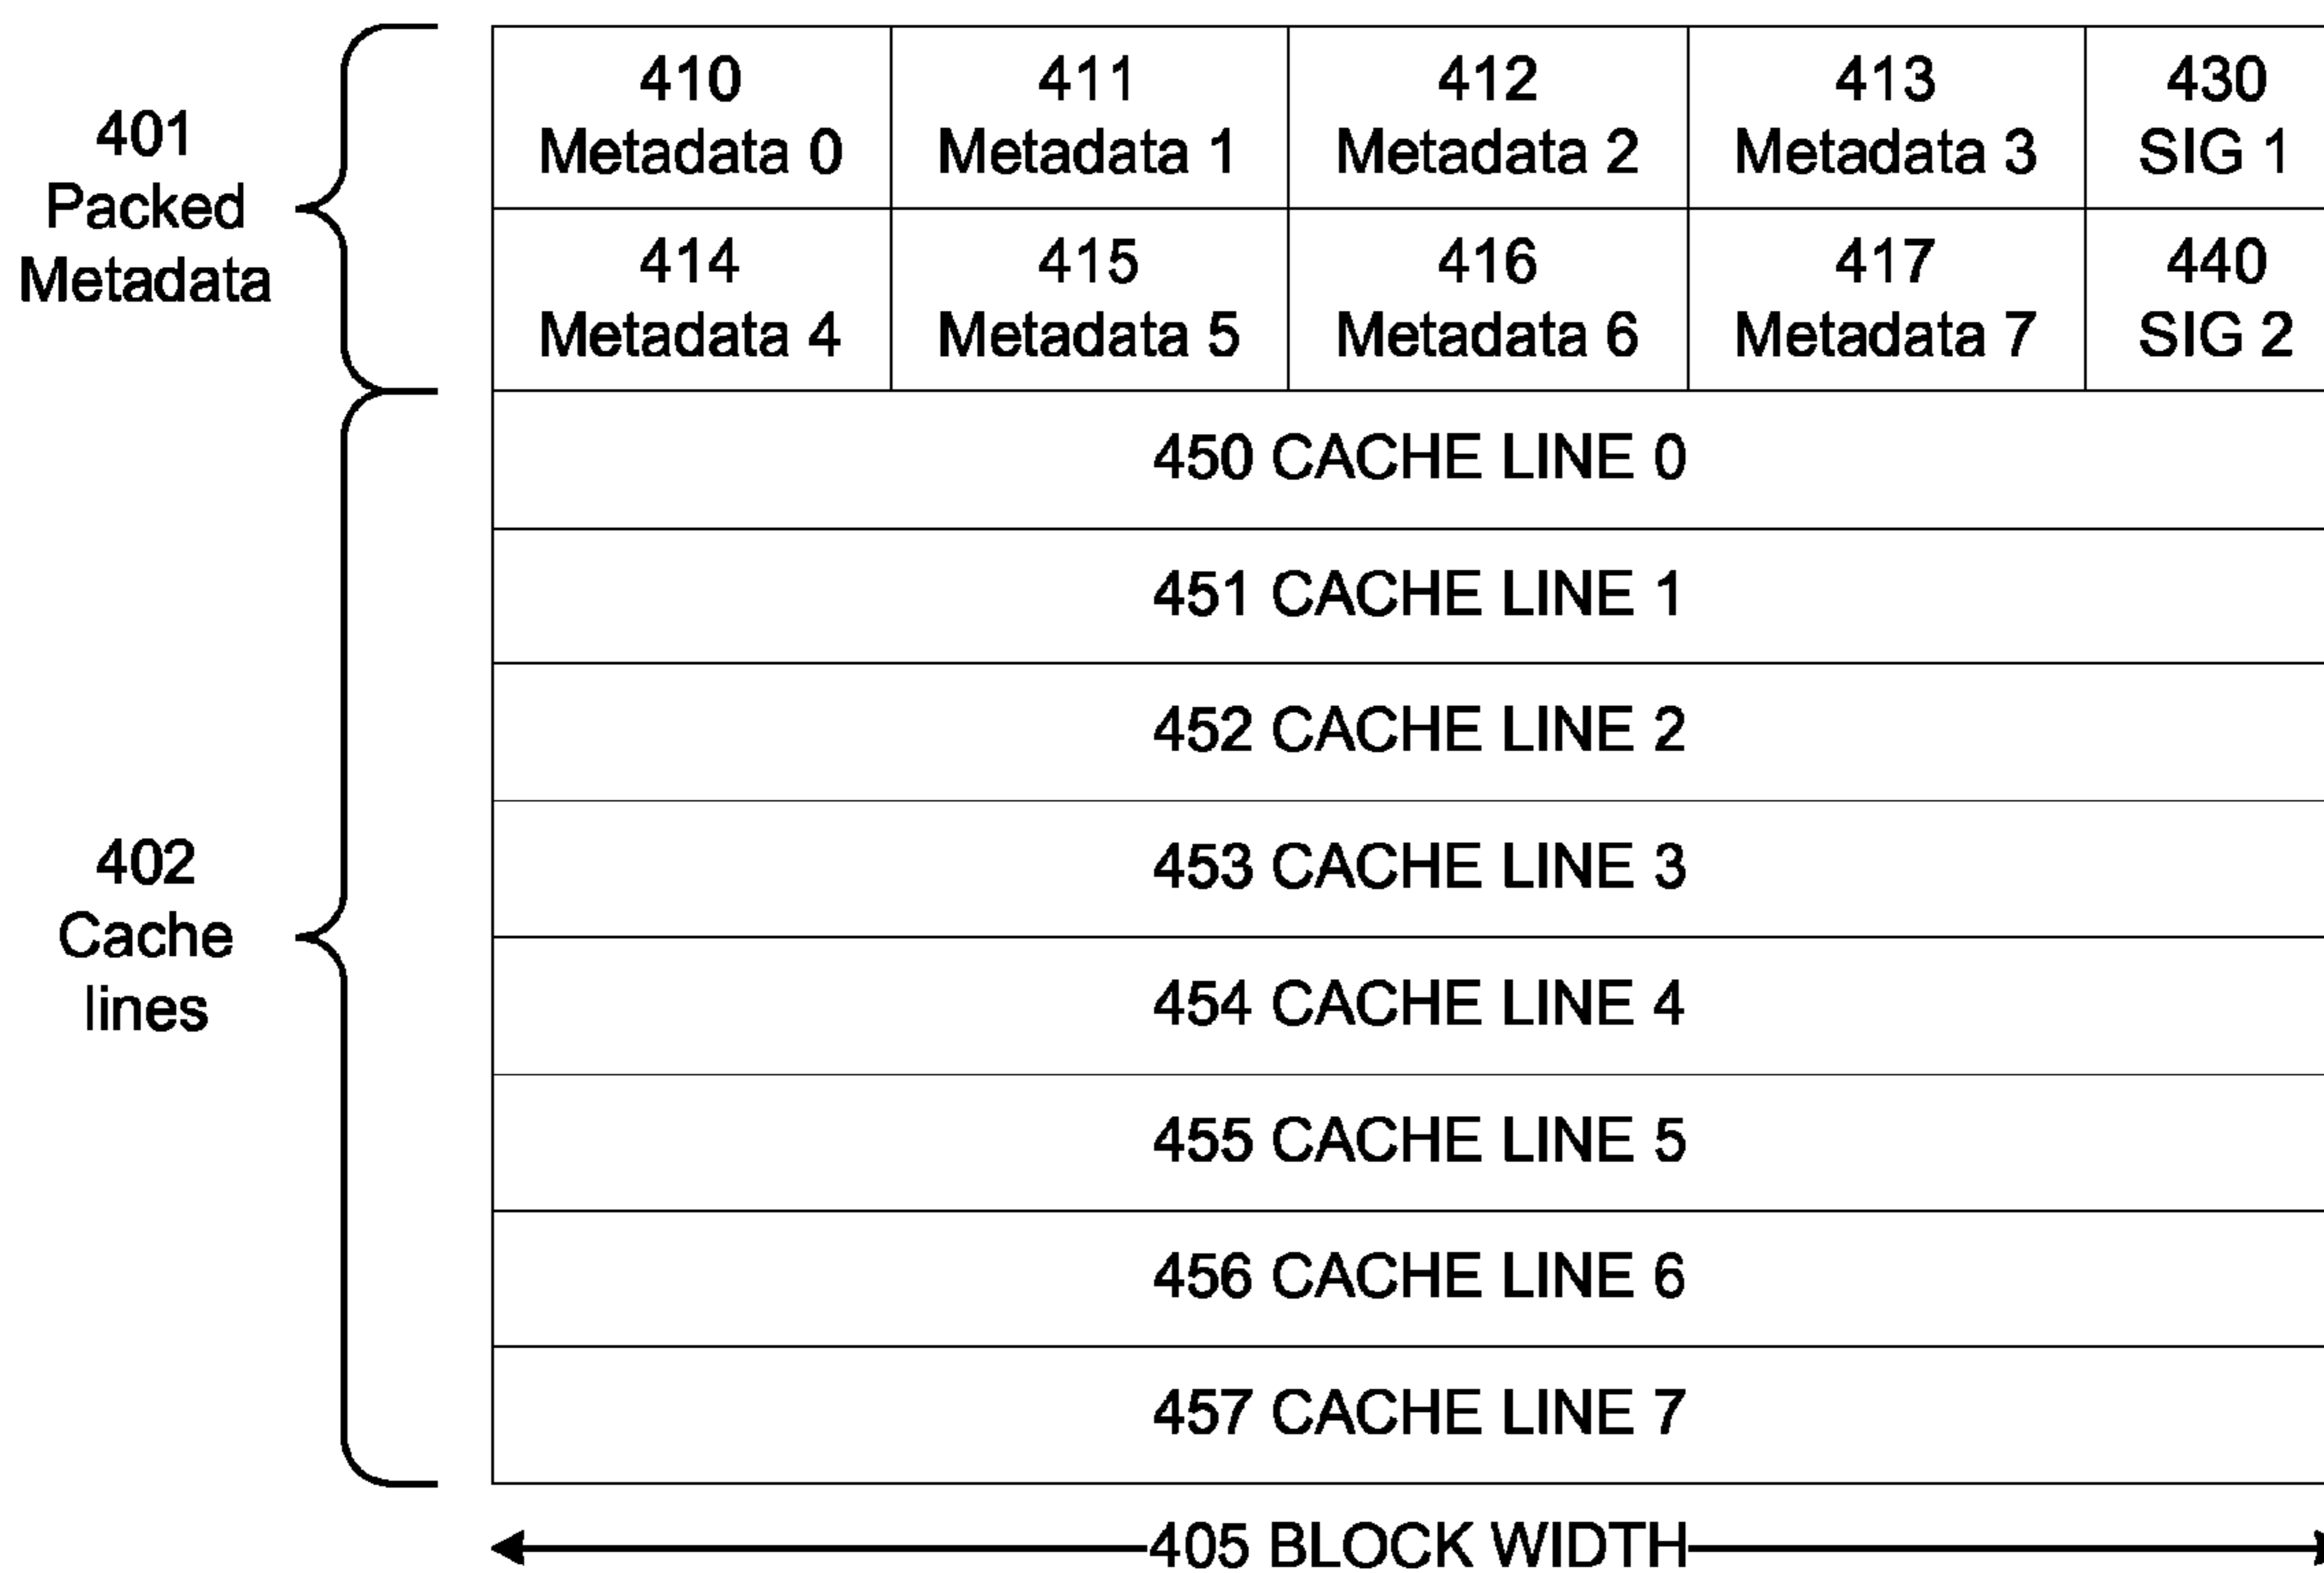 401
Packed
Metadata
410
Metadata 0
411
Metadata 1
412
Metadata 2
413
Metadata 3
430
SIG 1
414
Metadata 4
415
Metadata 5
416
Metadata 6
417
Metadata 7
440
SIG 2
402
Cache
lines
450 CACHE LINE 0
451 CACHE LINE 1
452 CACHE LINE 2
453 CACHE LINE 3
454 CACHE LINE 4
455 CACHE LINE 5
456 CACHE LINE 6
457 CACHE LINE 7
405 BLOCK WIDTH